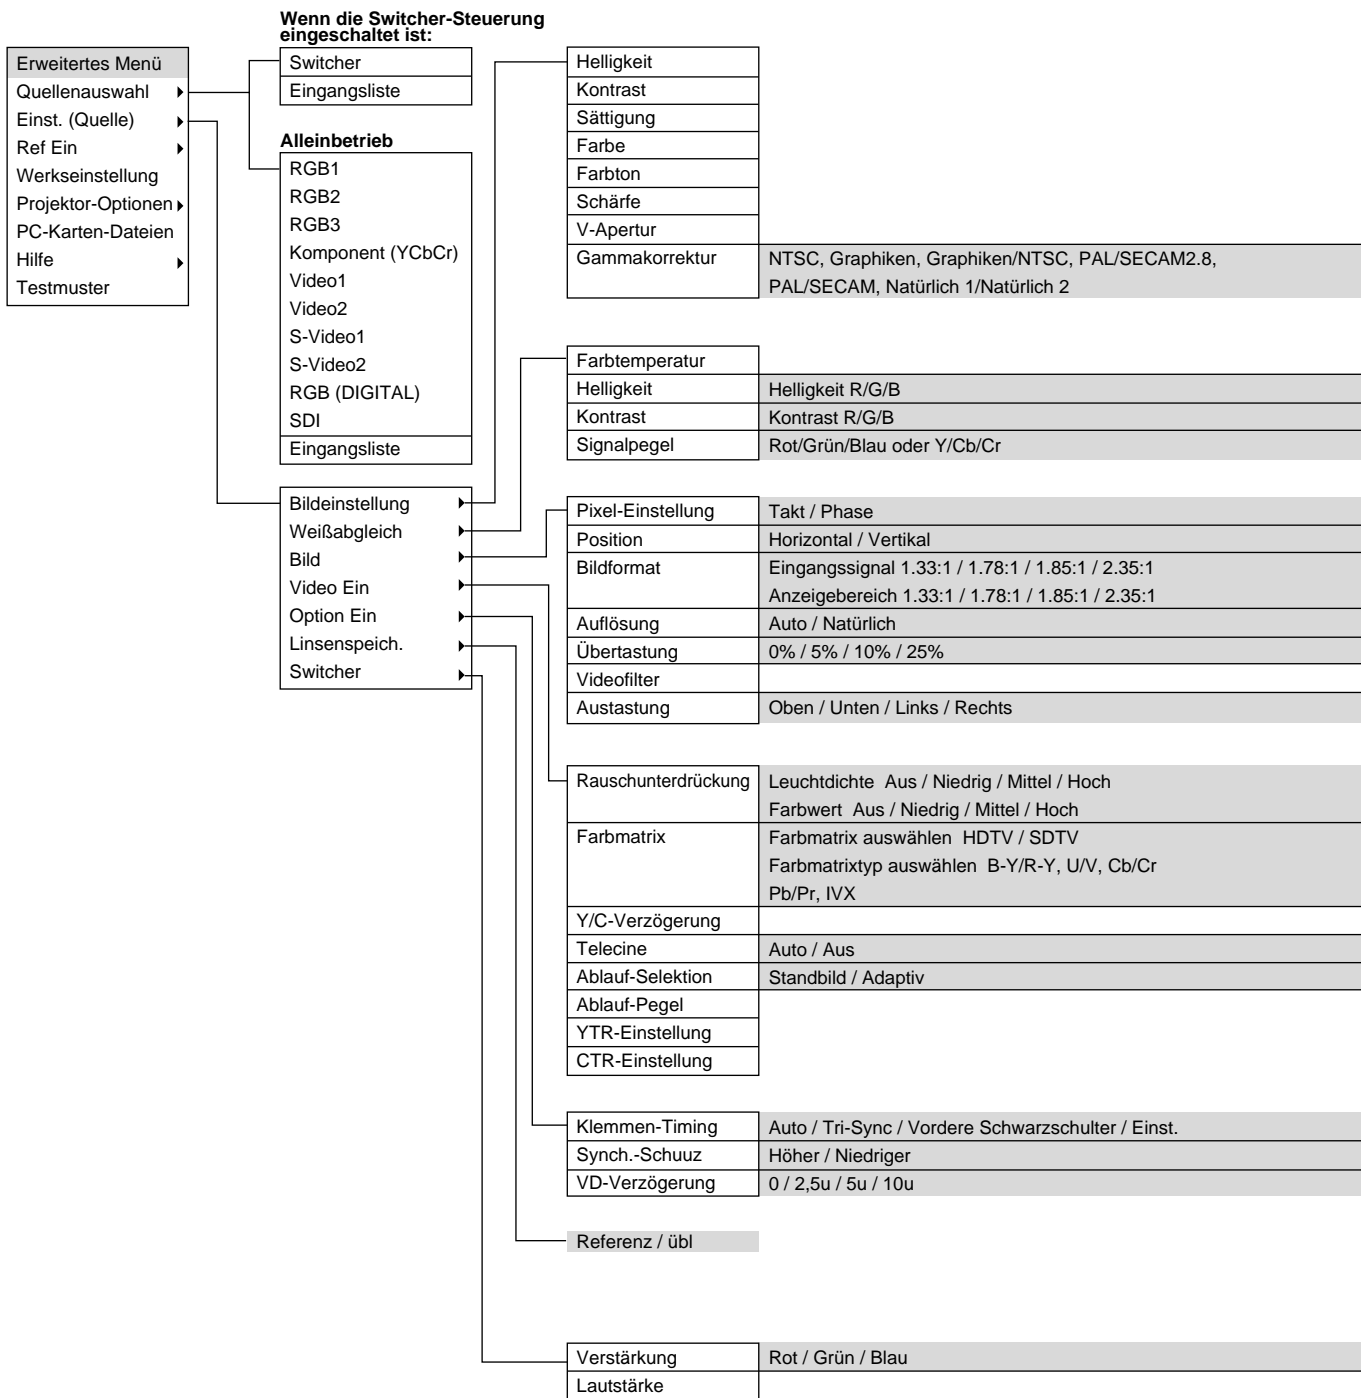 Wenn die Switcher-Steuerung
eingeschaltet ist:
Erweitertes Menü
Quellenauswahl
Einst. (Quelle)
Ref Ein
Werkseinstellung
Projektor-Optionen
PC-Karten-Dateien
Hilfe
Testmuster
Switcher
Eingangsliste
Alleinbetrieb
RGB1
RGB2
RGB3
Komponent (YCbCr)
Video1
Video2
S-Video1
S-Video2
RGB (DIGITAL)
SDI
Eingangsliste
Bildeinstellung
Weißabgleich
Bild
Video Ein
Option Ein
Linsenspeich.
Switcher
Helligkeit
Kontrast
Sättigung
Farbe
Farbton
Schärfe
V-Apertur
Gammakorrektur NTSC, Graphiken, Graphiken/NTSC, PAL/SECAM2.8,
PAL/SECAM, Natürlich 1/Natürlich 2
Farbtemperatur
Helligkeit Helligkeit R/G/B
Kontrast Kontrast R/G/B
Signalpegel Rot/Grün/Blau oder Y/Cb/Cr
Pixel-Einstellung Takt / Phase
Position Horizontal / Vertikal
Bildformat Eingangssignal 1.33:1 / 1.78:1 / 1.85:1 / 2.35:1
Anzeigebereich 1.33:1 / 1.78:1 / 1.85:1 / 2.35:1
Auflösung Auto / Natürlich
Übertastung 0% / 5% / 10% / 25%
Videofilter
Austastung Oben / Unten / Links / Rechts
Rauschunterdrückung Leuchtdichte Aus / Niedrig / Mittel / Hoch
Farbwert Aus / Niedrig / Mittel / Hoch
Farbmatrix Farbmatrix auswählen HDTV / SDTV
Farbmatrixtyp auswählen B-Y/R-Y, U/V, Cb/Cr
Pb/Pr, IVX
Y/C-Verzögerung
Telecine Auto / Aus
Ablauf-Selektion Standbild / Adaptiv
Ablauf-Pegel
YTR-Einstellung
CTR-Einstellung
Klemmen-Timing Auto / Tri-Sync / Vordere Schwarzschulter / Einst.
Synch.-Schuuz Höher / Niedriger
VD-Verzögerung 0 / 2,5u / 5u / 10u
Referenz / übl
Verstärkung Rot / Grün / Blau
Lautstärke